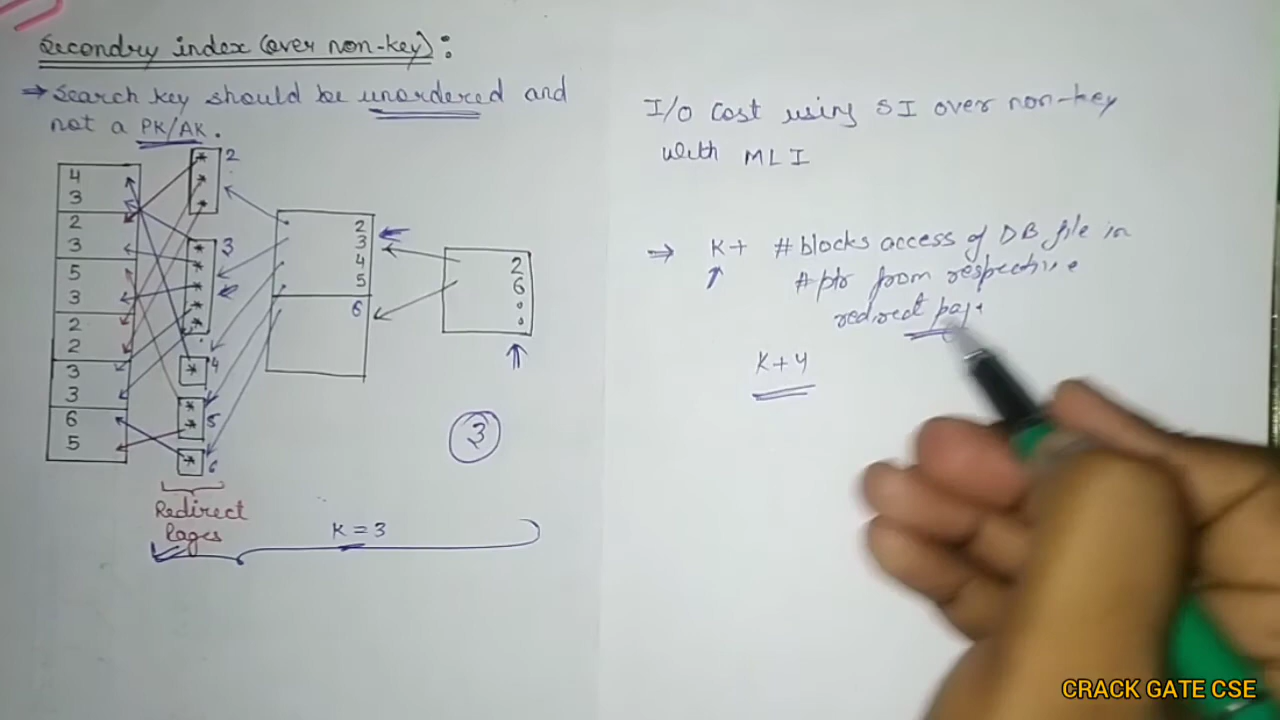 Secondry index (over non-key) :
→ Search key should be unordered and
not a PK/AK.
4
3
2
3
5
3
2
2
3
3
6
5
* * * 2
* * * * * 3
* 4
* * 5
* 6
Redirect
Pages
2
3
4
5
6
2
6
3
K = 3
I/O cost using SI over non-key
with MLI
→ K + # blocks access of DB file in
# ptr from respective
redirect page
K + 4
CRACK GATE CSE